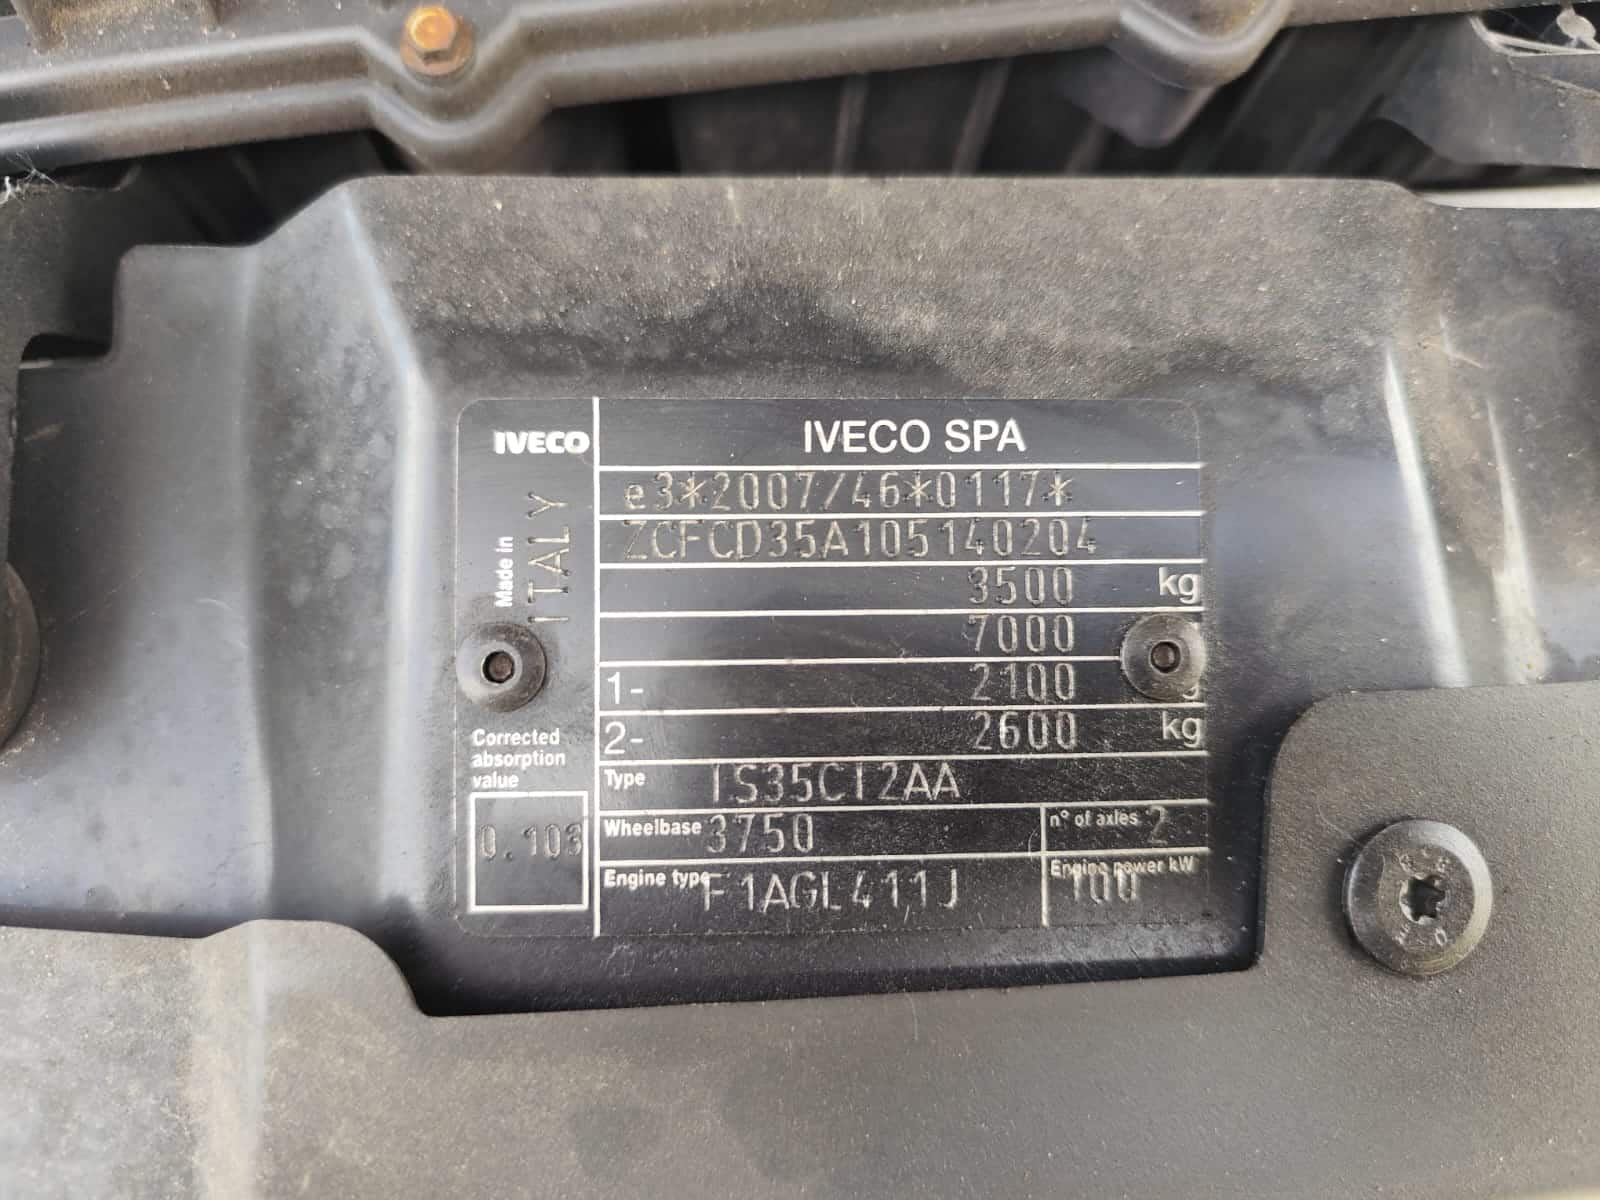 IVECO
IVECO SPA
e3*2007/46*0117*
ZCFCD35A105140204
3500 kg
7000
1- 2100
2- 2600 kg
Made in
ITALY
Corrected
absorption
value
0.103
Type IS35CI2AA
Wheelbase 3750
n° of axles 2
Engine type F1AGL411J
Engine power kW
100